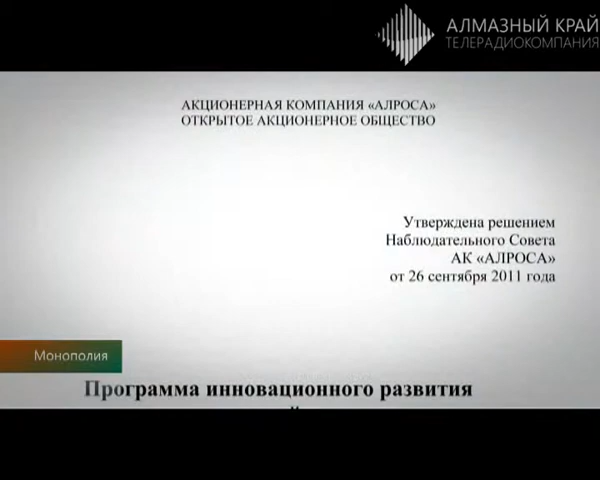 АЛМАЗНЫЙ КРАЙ
ТЕЛЕРАДИОКОМПАНИЯ
АКЦИОНЕРНАЯ КОМПАНИЯ «АЛРОСА»
ОТКРЫТОЕ АКЦИОНЕРНОЕ ОБЩЕСТВО
Утверждена решением
Наблюдательного Совета
АК «АЛРОСА»
от 26 сентября 2011 года
Монополия
Программа инновационного развития